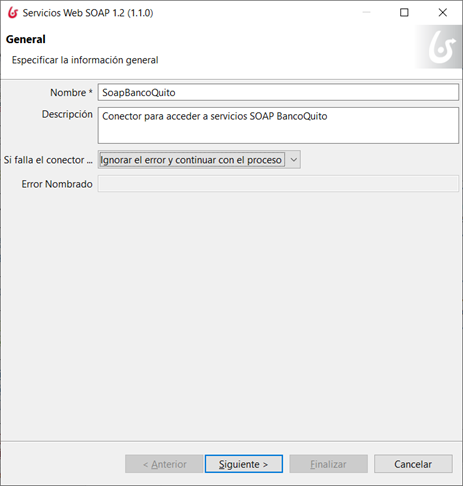 Servicios Web SOAP 1.2 (1.1.0)
General
Especificar la información general
Nombre * SoapBancoQuito
Descripción Conector para acceder a servicios SOAP BancoQuito
Si falla el conector ... Ignorar el error y continuar con el proceso
Error Nombrado
< Anterior Siguiente > Finalizar Cancelar